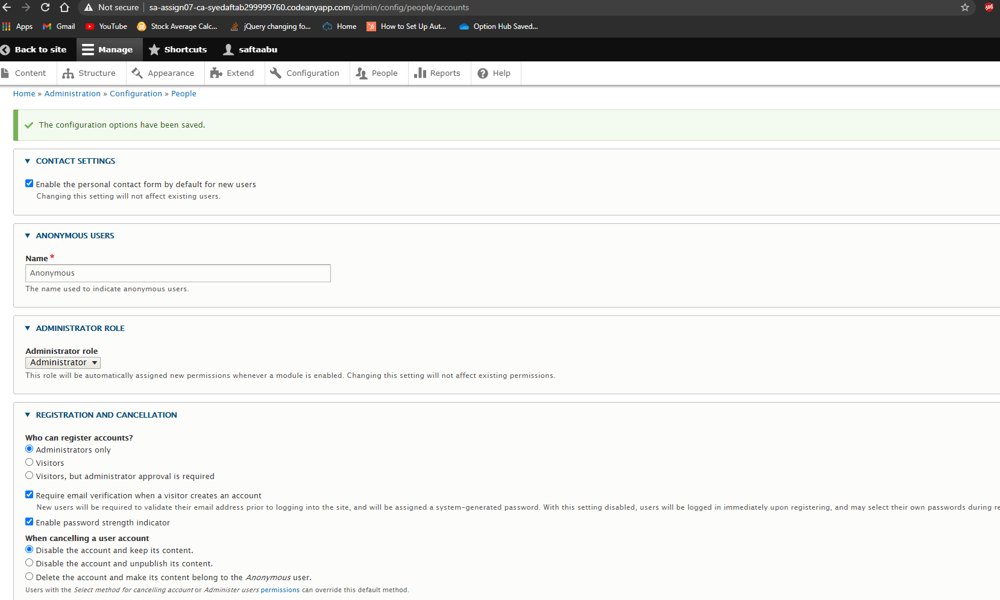 Not secure | sa-assign07-ca-syedaftab299999760.codeanyapp.com/admin/config/people/accounts
ABP
Apps Gmail YouTube Stock Average Calc... jQuery changing fo... Home How to Set Up Aut... Option Hub Saved...
Back to site Manage Shortcuts saftaabu
Content Structure Appearance Extend Configuration People Reports Help
Home » Administration » Configuration » People
The configuration options have been saved.
▼ CONTACT SETTINGS
Enable the personal contact form by default for new users
Changing this setting will not affect existing users.
▼ ANONYMOUS USERS
Name *
Anonymous
The name used to indicate anonymous users.
▼ ADMINISTRATOR ROLE
Administrator role
Administrator ▼
This role will be automatically assigned new permissions whenever a module is enabled. Changing this setting will not affect existing permissions.
▼ REGISTRATION AND CANCELLATION
Who can register accounts?
Administrators only
Visitors
Visitors, but administrator approval is required
Require email verification when a visitor creates an account
New users will be required to validate their email address prior to logging into the site, and will be assigned a system-generated password. With this setting disabled, users will be logged in immediately upon registering, and may select their own passwords during re
Enable password strength indicator
When cancelling a user account
Disable the account and keep its content.
Disable the account and unpublish its content.
Delete the account and make its content belong to the Anonymous user.
Users with the Select method for cancelling account or Administer users permissions can override this default method.